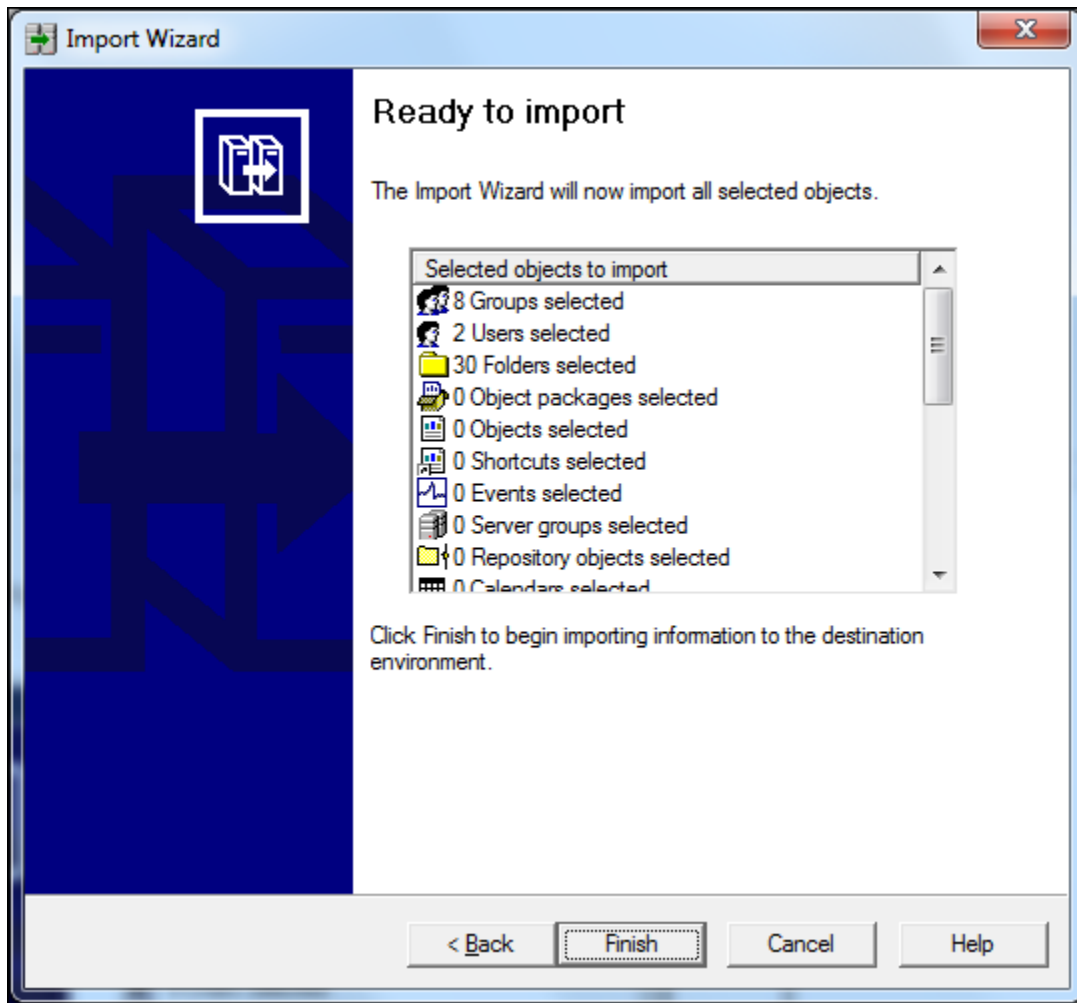 Import Wizard
Ready to import
The Import Wizard will now import all selected objects.
Selected objects to import
8 Groups selected
2 Users selected
30 Folders selected
0 Object packages selected
0 Objects selected
0 Shortcuts selected
0 Events selected
0 Server groups selected
0 Repository objects selected
0 Calendars selected
Click Finish to begin importing information to the destination
environment.
< Back Finish Cancel Help